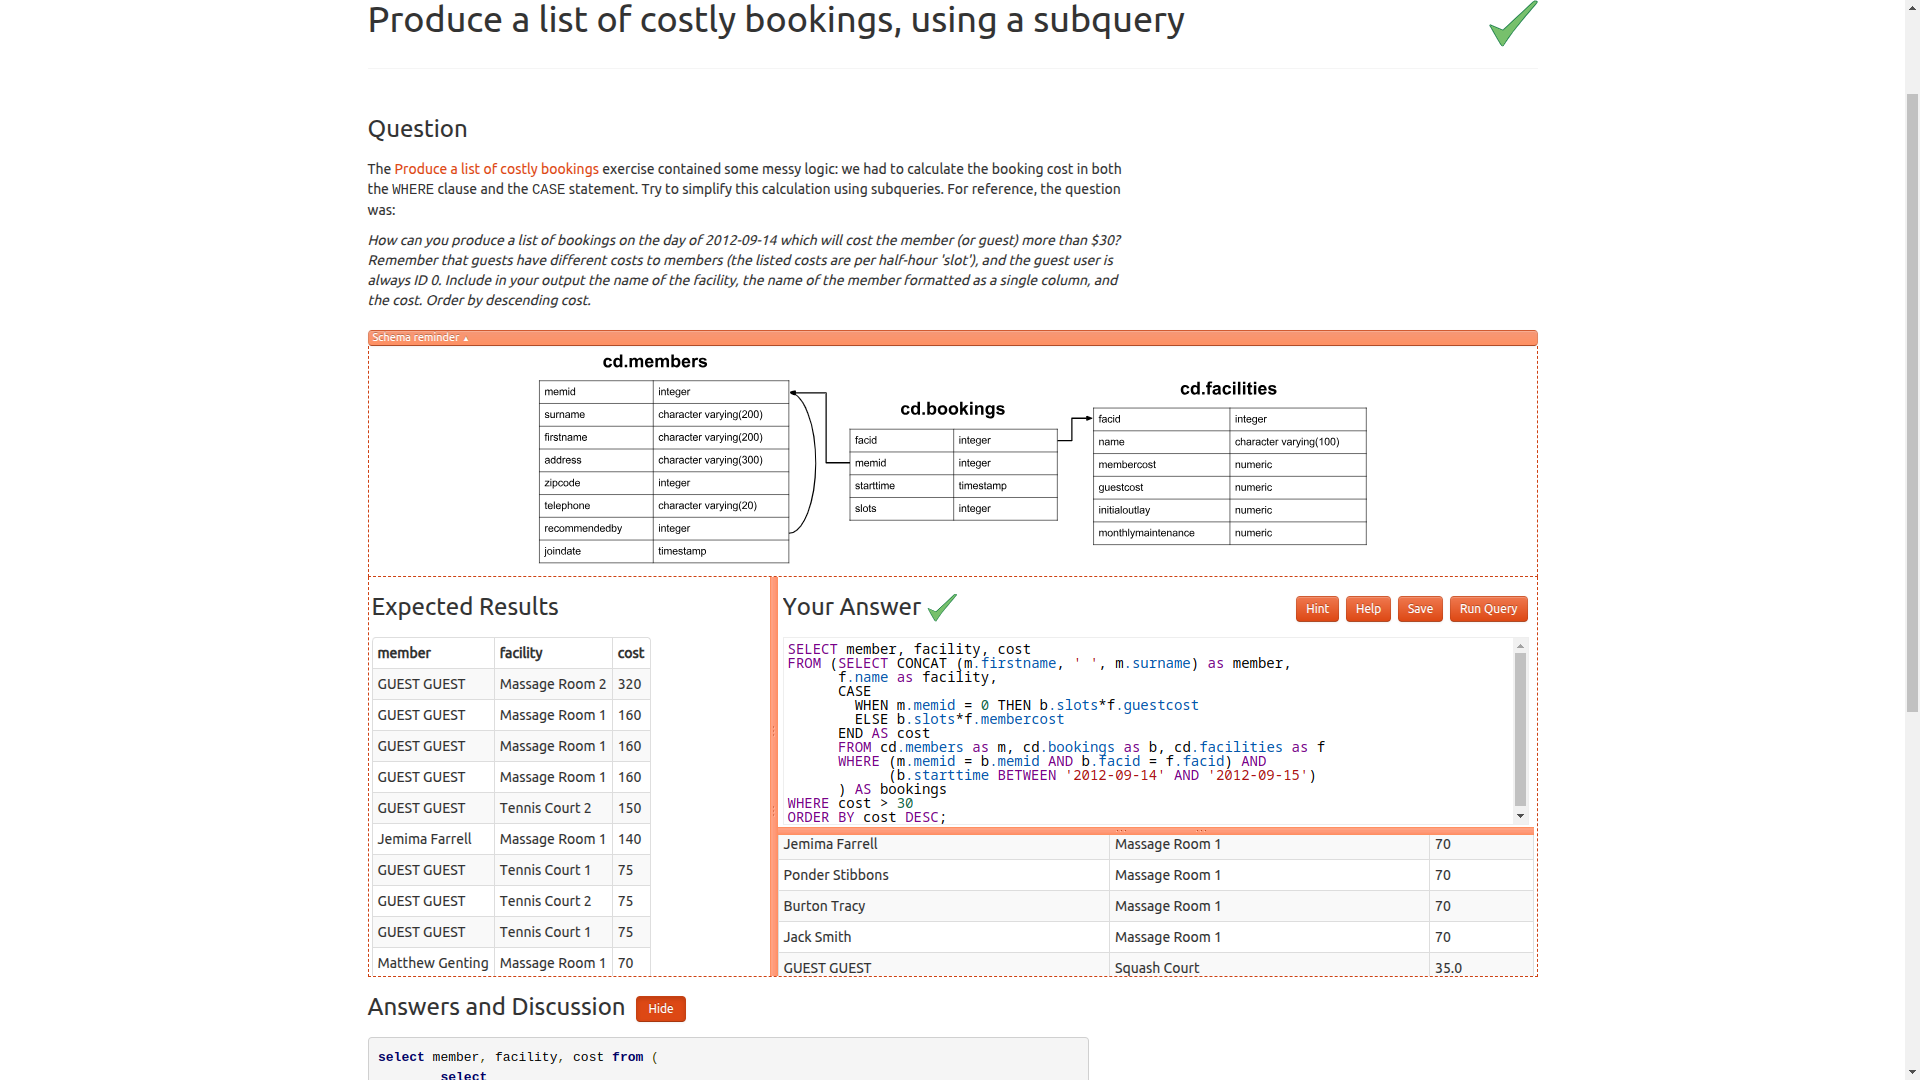 Produce a list of costly bookings, using a subquery
Question
The Produce a list of costly bookings exercise contained some messy logic: we had to calculate the booking cost in both
the WHERE clause and the CASE statement. Try to simplify this calculation using subqueries. For reference, the question
was:
How can you produce a list of bookings on the day of 2012-09-14 which will cost the member (or guest) more than $30?
Remember that guests have different costs to members (the listed costs are per half-hour 'slot'), and the guest user is
always ID 0. Include in your output the name of the facility, the name of the member formatted as a single column, and
the cost. Order by descending cost.
Schema reminder ▴
cd.members
memid integer
surname character varying(200)
firstname character varying(200)
address character varying(300)
zipcode integer
telephone character varying(20)
recommendedby integer
joindate timestamp
cd.bookings
facid integer
memid integer
starttime timestamp
slots integer
cd.facilities
facid integer
name character varying(100)
membercost numeric
guestcost numeric
initialoutlay numeric
monthlymaintenance numeric
Expected Results
member facility cost
GUEST GUEST Massage Room 2 320
GUEST GUEST Massage Room 1 160
GUEST GUEST Massage Room 1 160
GUEST GUEST Massage Room 1 160
GUEST GUEST Tennis Court 2 150
Jemima Farrell Massage Room 1 140
GUEST GUEST Tennis Court 1 75
GUEST GUEST Tennis Court 2 75
GUEST GUEST Tennis Court 1 75
Matthew Genting Massage Room 1 70
Your Answer
Hint Help Save Run Query
SELECT member, facility, cost
FROM (SELECT CONCAT (m.firstname, ' ', m.surname) as member,
      f.name as facility,
      CASE
        WHEN m.memid = 0 THEN b.slots*f.guestcost
        ELSE b.slots*f.membercost
      END AS cost
      FROM cd.members as m, cd.bookings as b, cd.facilities as f
      WHERE (m.memid = b.memid AND b.facid = f.facid) AND
            (b.starttime BETWEEN '2012-09-14' AND '2012-09-15')
      ) AS bookings
WHERE cost > 30
ORDER BY cost DESC;
Jemima Farrell Massage Room 1 70
Ponder Stibbons Massage Room 1 70
Burton Tracy Massage Room 1 70
Jack Smith Massage Room 1 70
GUEST GUEST Squash Court 35.0
Answers and Discussion Hide
select member, facility, cost from (
        select